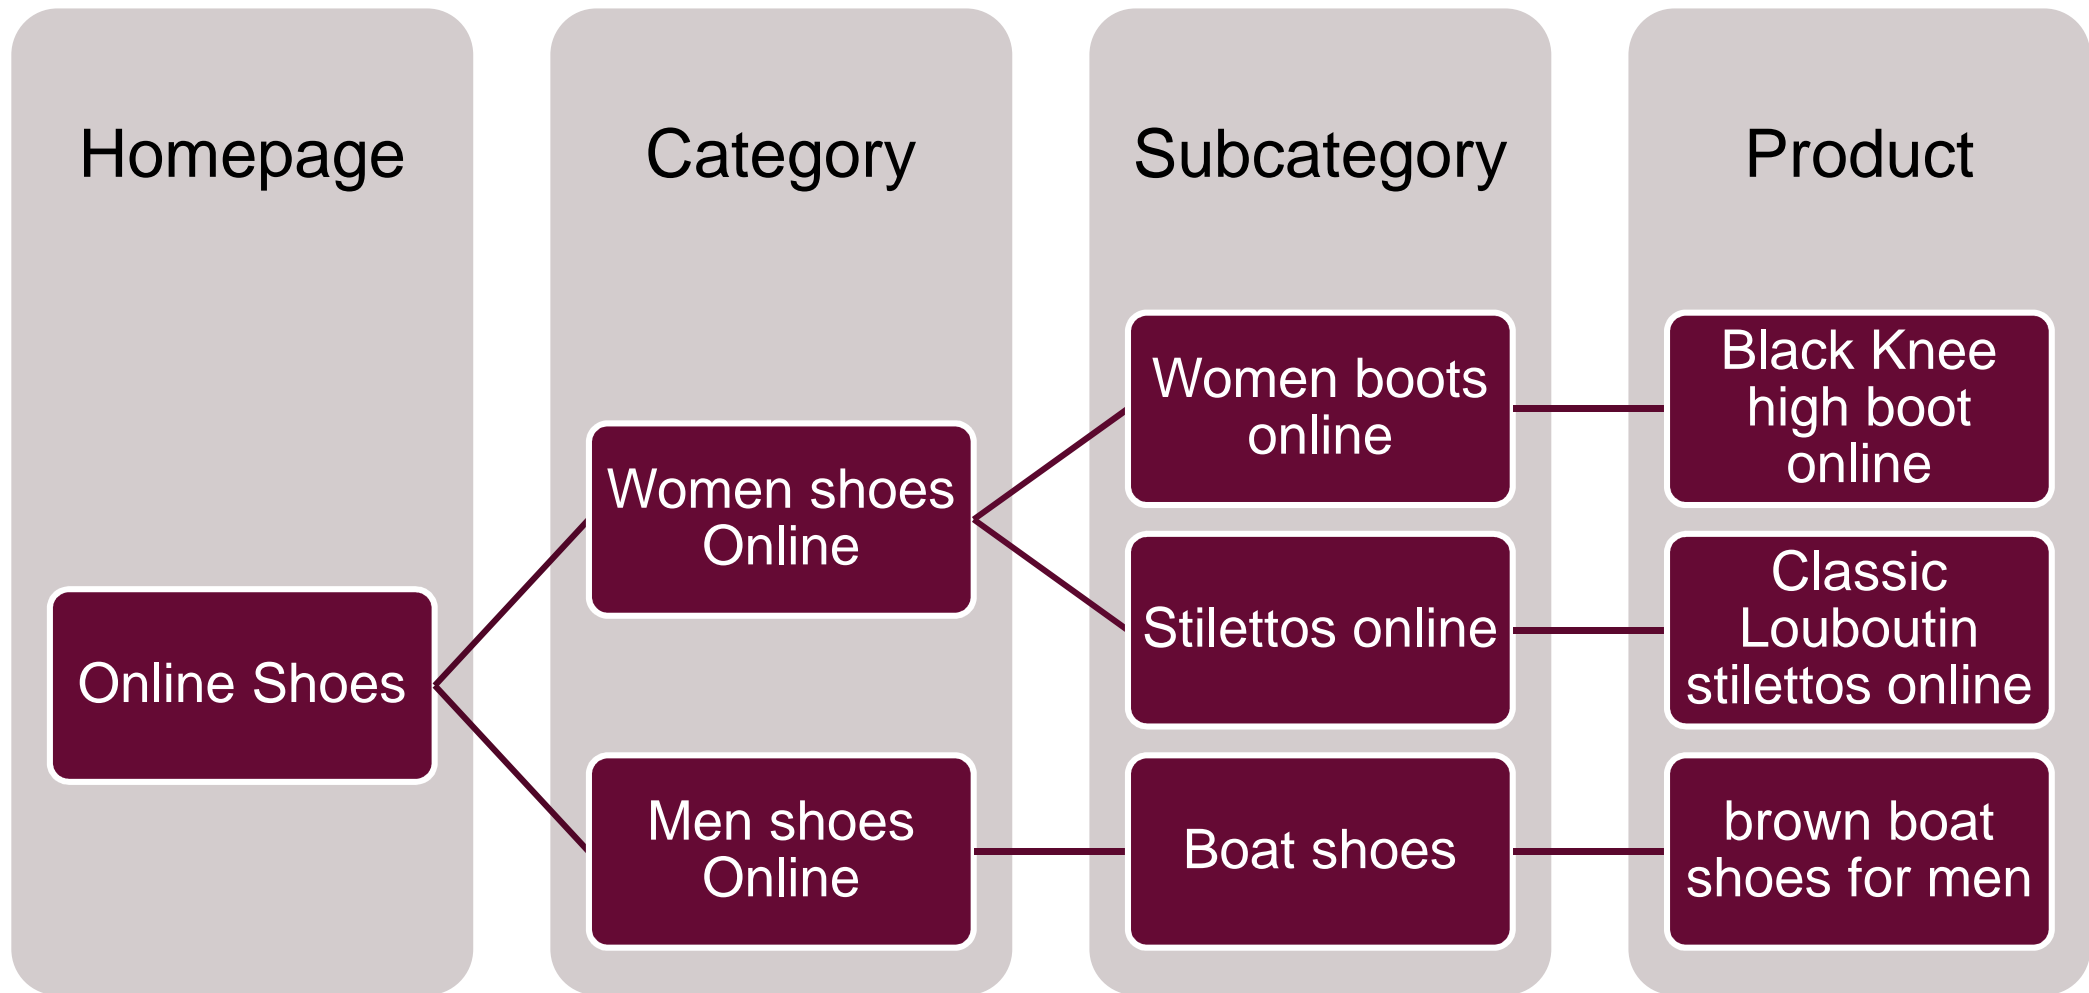 Homepage
Category
Subcategory
Product
Online Shoes
Women shoes
Online
Men shoes
Online
Women boots
online
Stilettos online
Boat shoes
Black Knee
high boot
online
Classic
Louboutin
stilettos online
brown boat
shoes for men